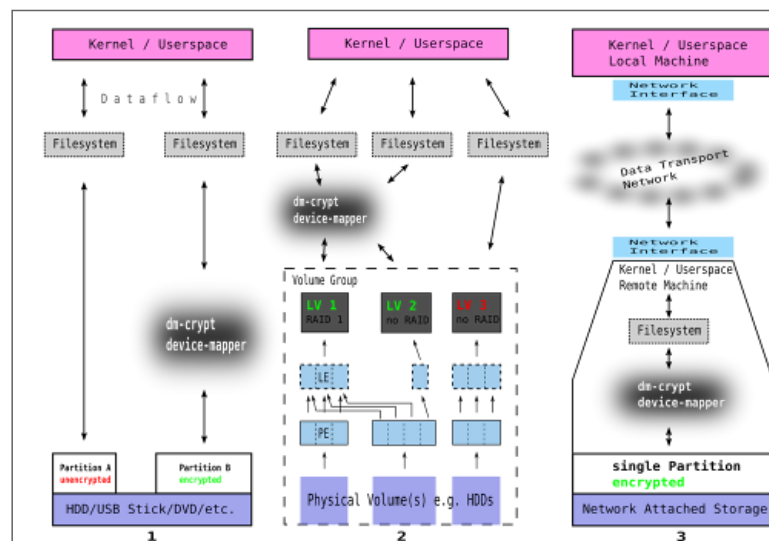 Kernel / Userspace
Dataflow
Filesystem
Filesystem
dm-crypt
device-mapper
Partition A
unencrypted
Partition B
encrypted
HDD/USB Stick/DVD/etc.
1
Kernel / Userspace
Filesystem
Filesystem
Filesystem
dm-crypt
device-mapper
Volume Group
LV 1
RAID 1
LV 2
no RAID
LV 3
no RAID
LE
PE
Physical Volume(s) e.g. HDDs
2
Kernel / Userspace
Local Machine
Network
Interface
Data Transport
Network
Network
Interface
Kernel / Userspace
Remote Machine
Filesystem
dm-crypt
device-mapper
single Partition
encrypted
Network Attached Storage
3